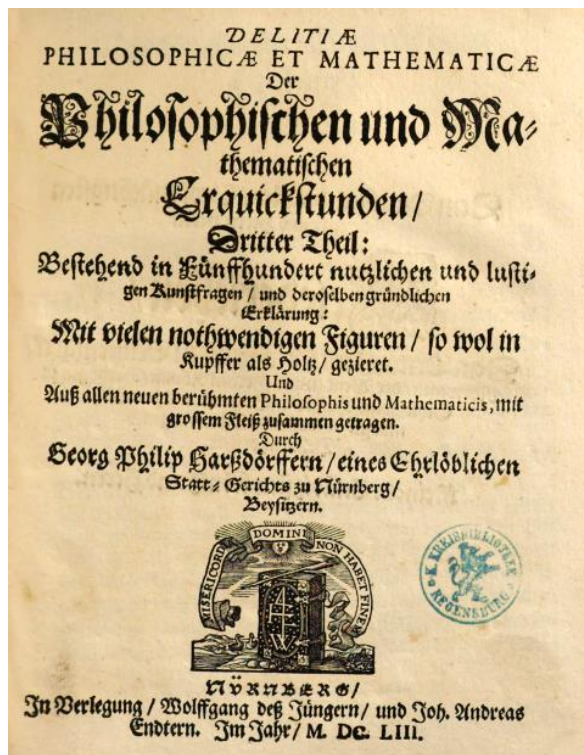 DELITIÆ
PHILOSOPHICÆ ET MATHEMATICÆ
Der
Philosophischen und Ma-
thematischen
Erquickstunden /
Dritter Theil:
Bestehend in Fünffhundert nutzlichen und lusti-
gen Kunstfragen / und deroselben gründlichen
Erklärung:
Mit vielen nothwendigen Figuren / so wol in
Kupffer als Holtz / gezieret.
Und
Auß allen neuen berühmten Philosophis und Mathematicis, mit
grossem Fleiß zusammen getragen.
Durch
Georg Philip Harßdörffern / eines Ehrlöblichen
Statt-Gerichts zu Nürnberg /
Beysitzern.
MISERICORDIA DOMINI NON HABET FINEM
K. KREISBIBLIOTHEK REGENSBURG
NÜRNBERG /
In Verlegung / Wolffgang deß Jüngern / und Joh. Andreas
Endtern. Im Jahr / M. DC. LIII.